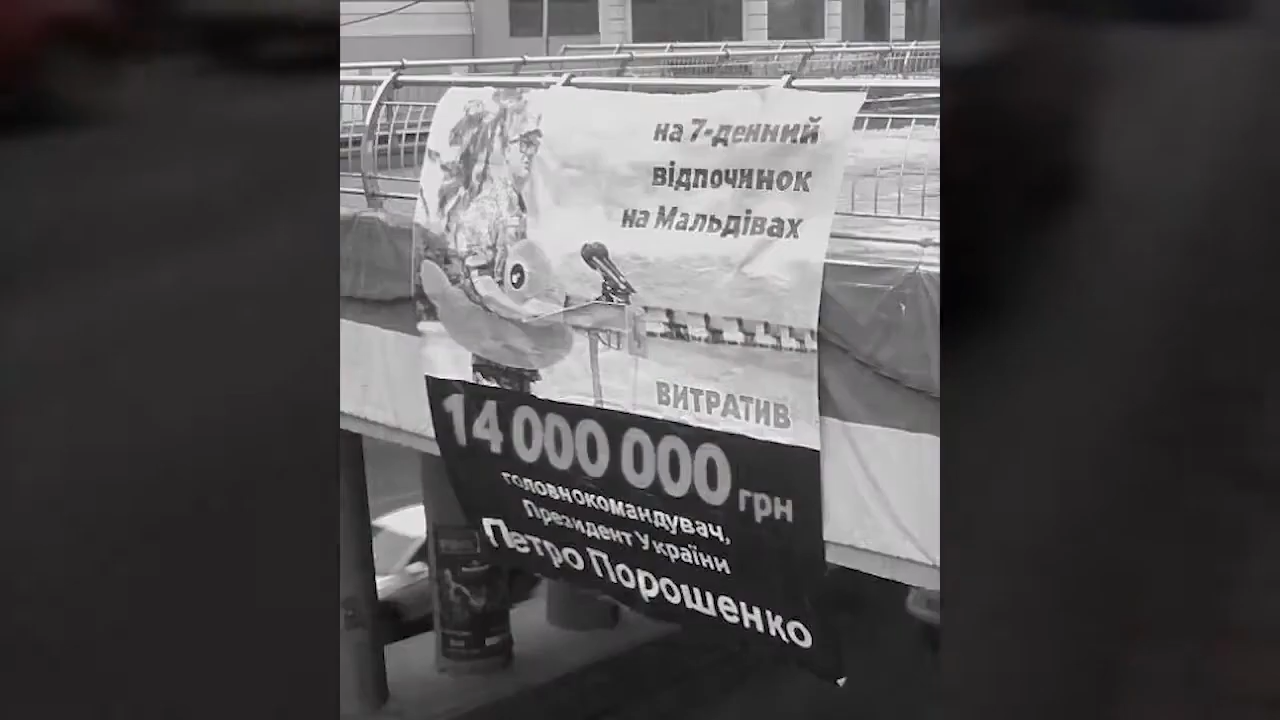 на 7-денний
відпочинок
на Мальдівах
ВИТРАТИВ
14 000 000 грн
головнокомандувач,
Президент України
Петро Порошенко